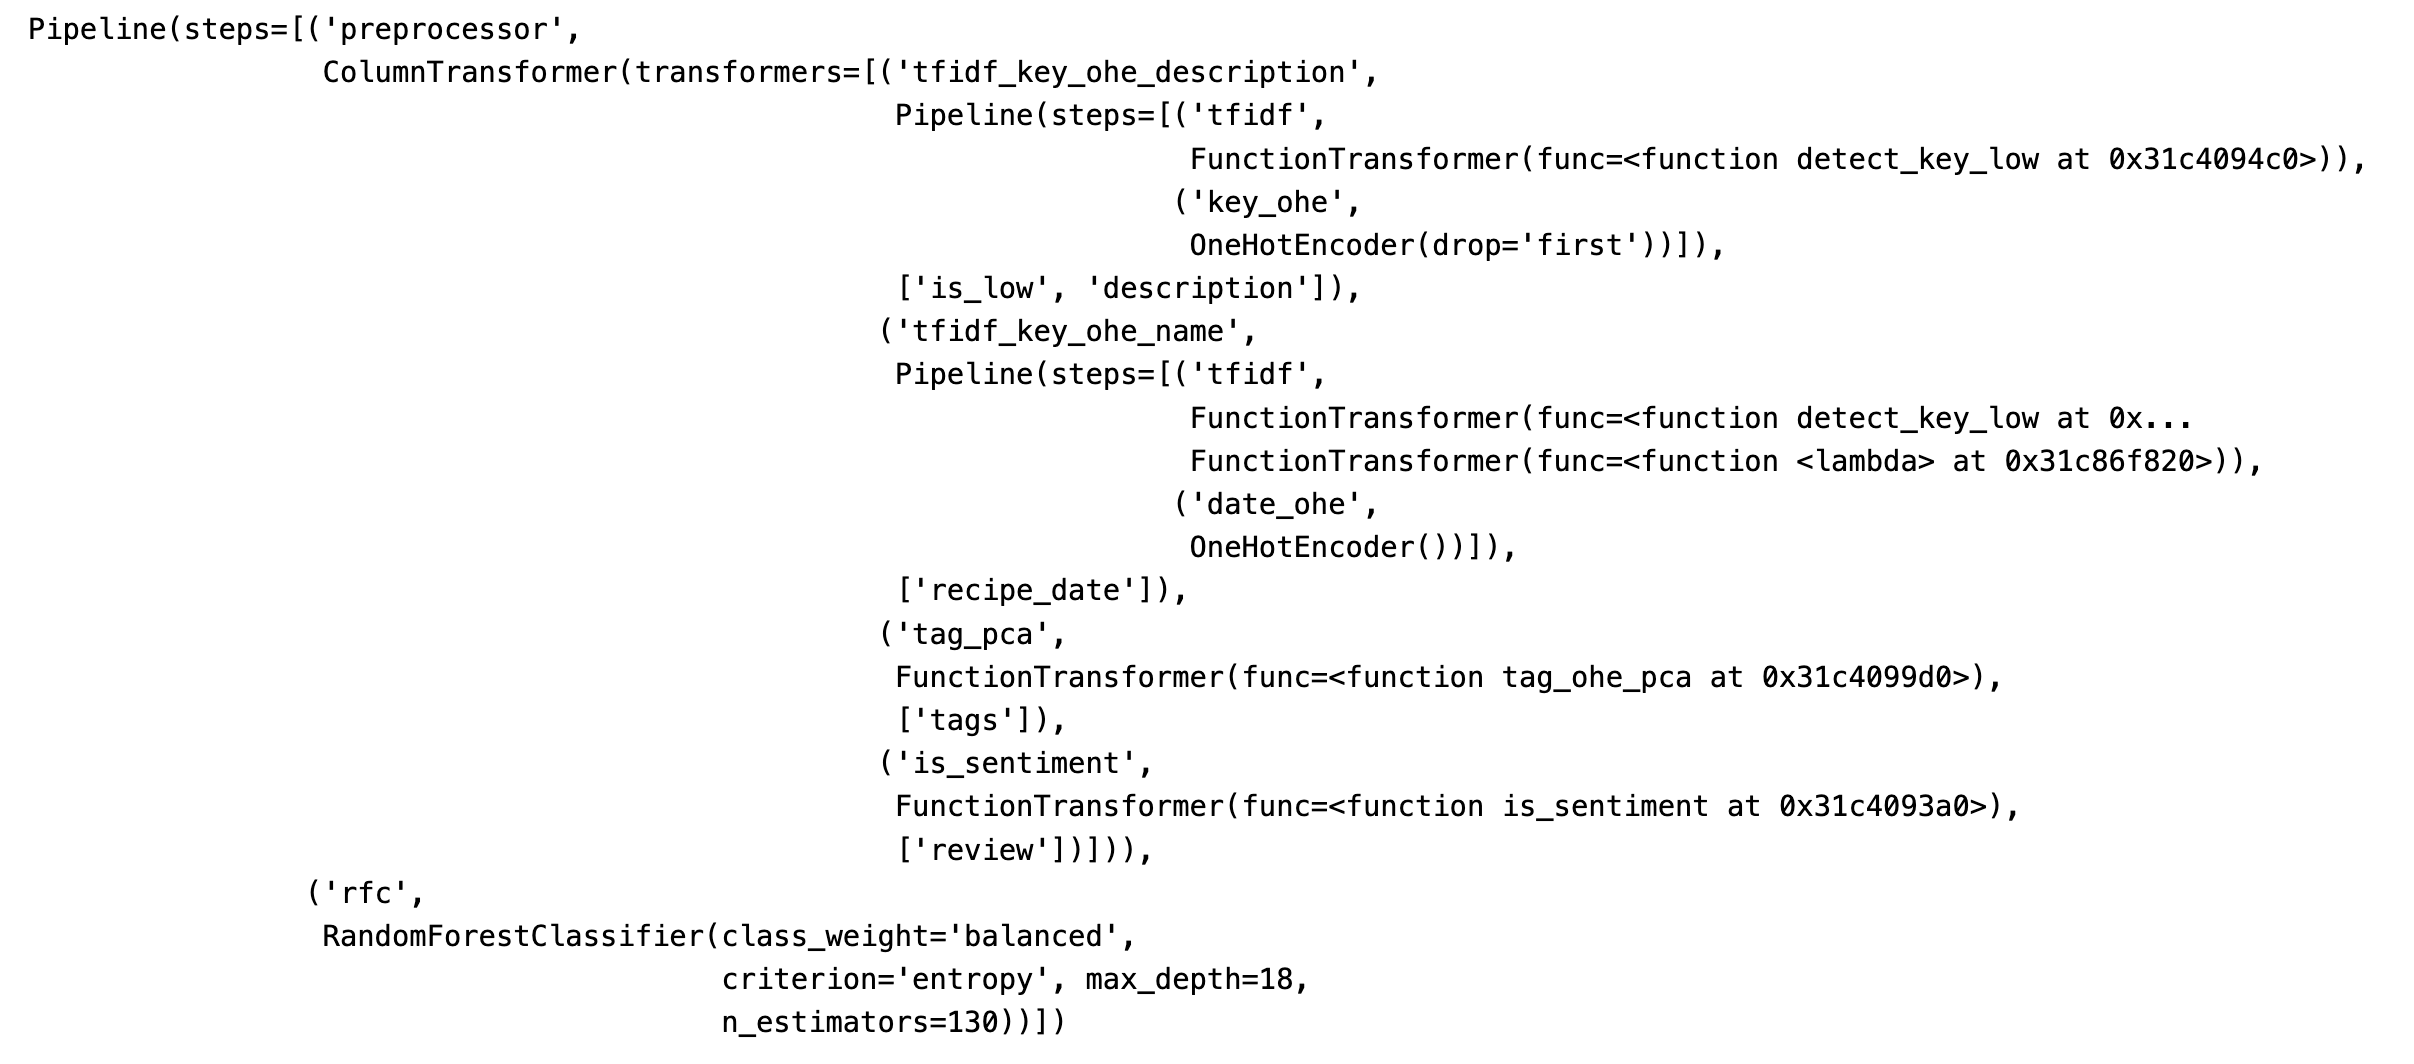 Pipeline(steps=[('preprocessor',
                 ColumnTransformer(transformers=[('tfidf_key_ohe_description',
                                                  Pipeline(steps=[('tfidf',
                                                                   FunctionTransformer(func=<function detect_key_low at 0x31c4094c0>)),
                                                                  ('key_ohe',
                                                                   OneHotEncoder(drop='first'))]),
                                                  ['is_low', 'description']),
                                                 ('tfidf_key_ohe_name',
                                                  Pipeline(steps=[('tfidf',
                                                                   FunctionTransformer(func=<function detect_key_low at 0x...
                                                                   FunctionTransformer(func=<function <lambda> at 0x31c86f820>)),
                                                                  ('date_ohe',
                                                                   OneHotEncoder())]),
                                                  ['recipe_date']),
                                                 ('tag_pca',
                                                  FunctionTransformer(func=<function tag_ohe_pca at 0x31c4099d0>),
                                                  ['tags']),
                                                 ('is_sentiment',
                                                  FunctionTransformer(func=<function is_sentiment at 0x31c4093a0>),
                                                  ['review'])])),
                ('rfc',
                 RandomForestClassifier(class_weight='balanced',
                                        criterion='entropy', max_depth=18,
                                        n_estimators=130))])